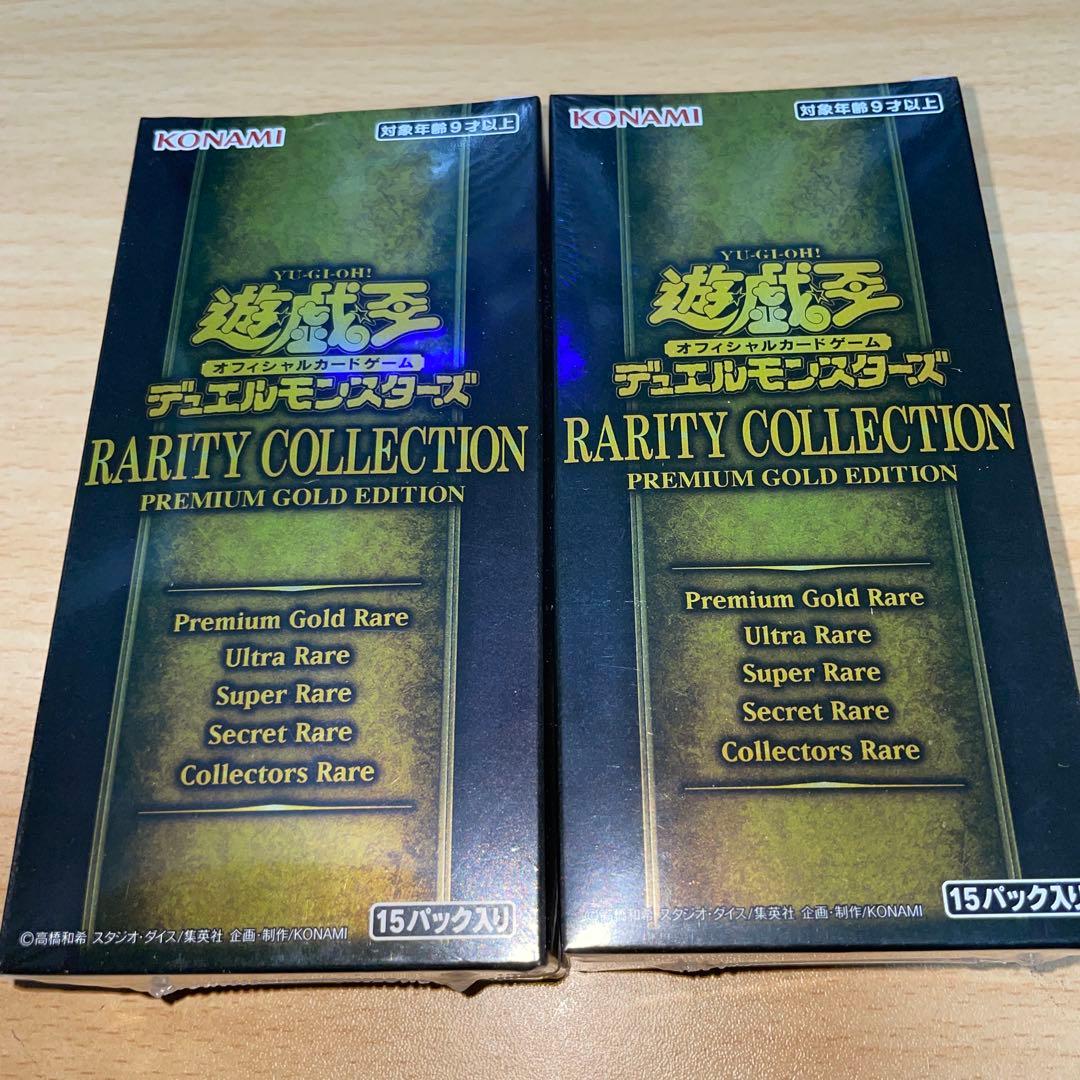 KONAMI
対象年齢9才以上
YU-GI-OH!
遊戯王
オフィシャルカードゲーム
デュエルモンスターズ
RARITY COLLECTION
PREMIUM GOLD EDITION
Premium Gold Rare
Ultra Rare
Super Rare
Secret Rare
Collectors Rare
15パック入り
©高橋和希 スタジオ・ダイス/集英社 企画・制作/KONAMI
KONAMI
対象年齢9才以上
YU-GI-OH!
遊戯王
オフィシャルカードゲーム
デュエルモンスターズ
RARITY COLLECTION
PREMIUM GOLD EDITION
Premium Gold Rare
Ultra Rare
Super Rare
Secret Rare
Collectors Rare
15パック入り
©高橋和希 スタジオ・ダイス/集英社 企画・制作/KONAMI